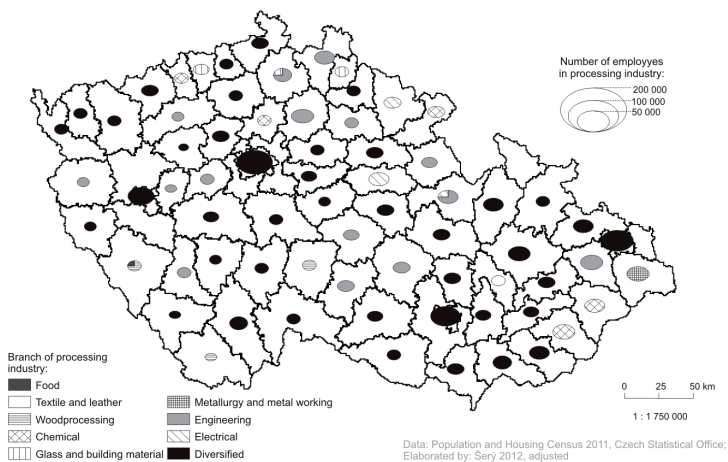 Number of employyes
in processing industry:
200 000
100 000
50 000
Branch of processing
industry:
Food
Textile and leather
Woodprocessing
Chemical
Glass and building material
Metallurgy and metal working
Engineering
Electrical
Diversified
0 25 50 km
1 : 1 750 000
Data: Population and Housing Census 2011, Czech Statistical Office;
Elaborated by: Šerý 2012, adjusted